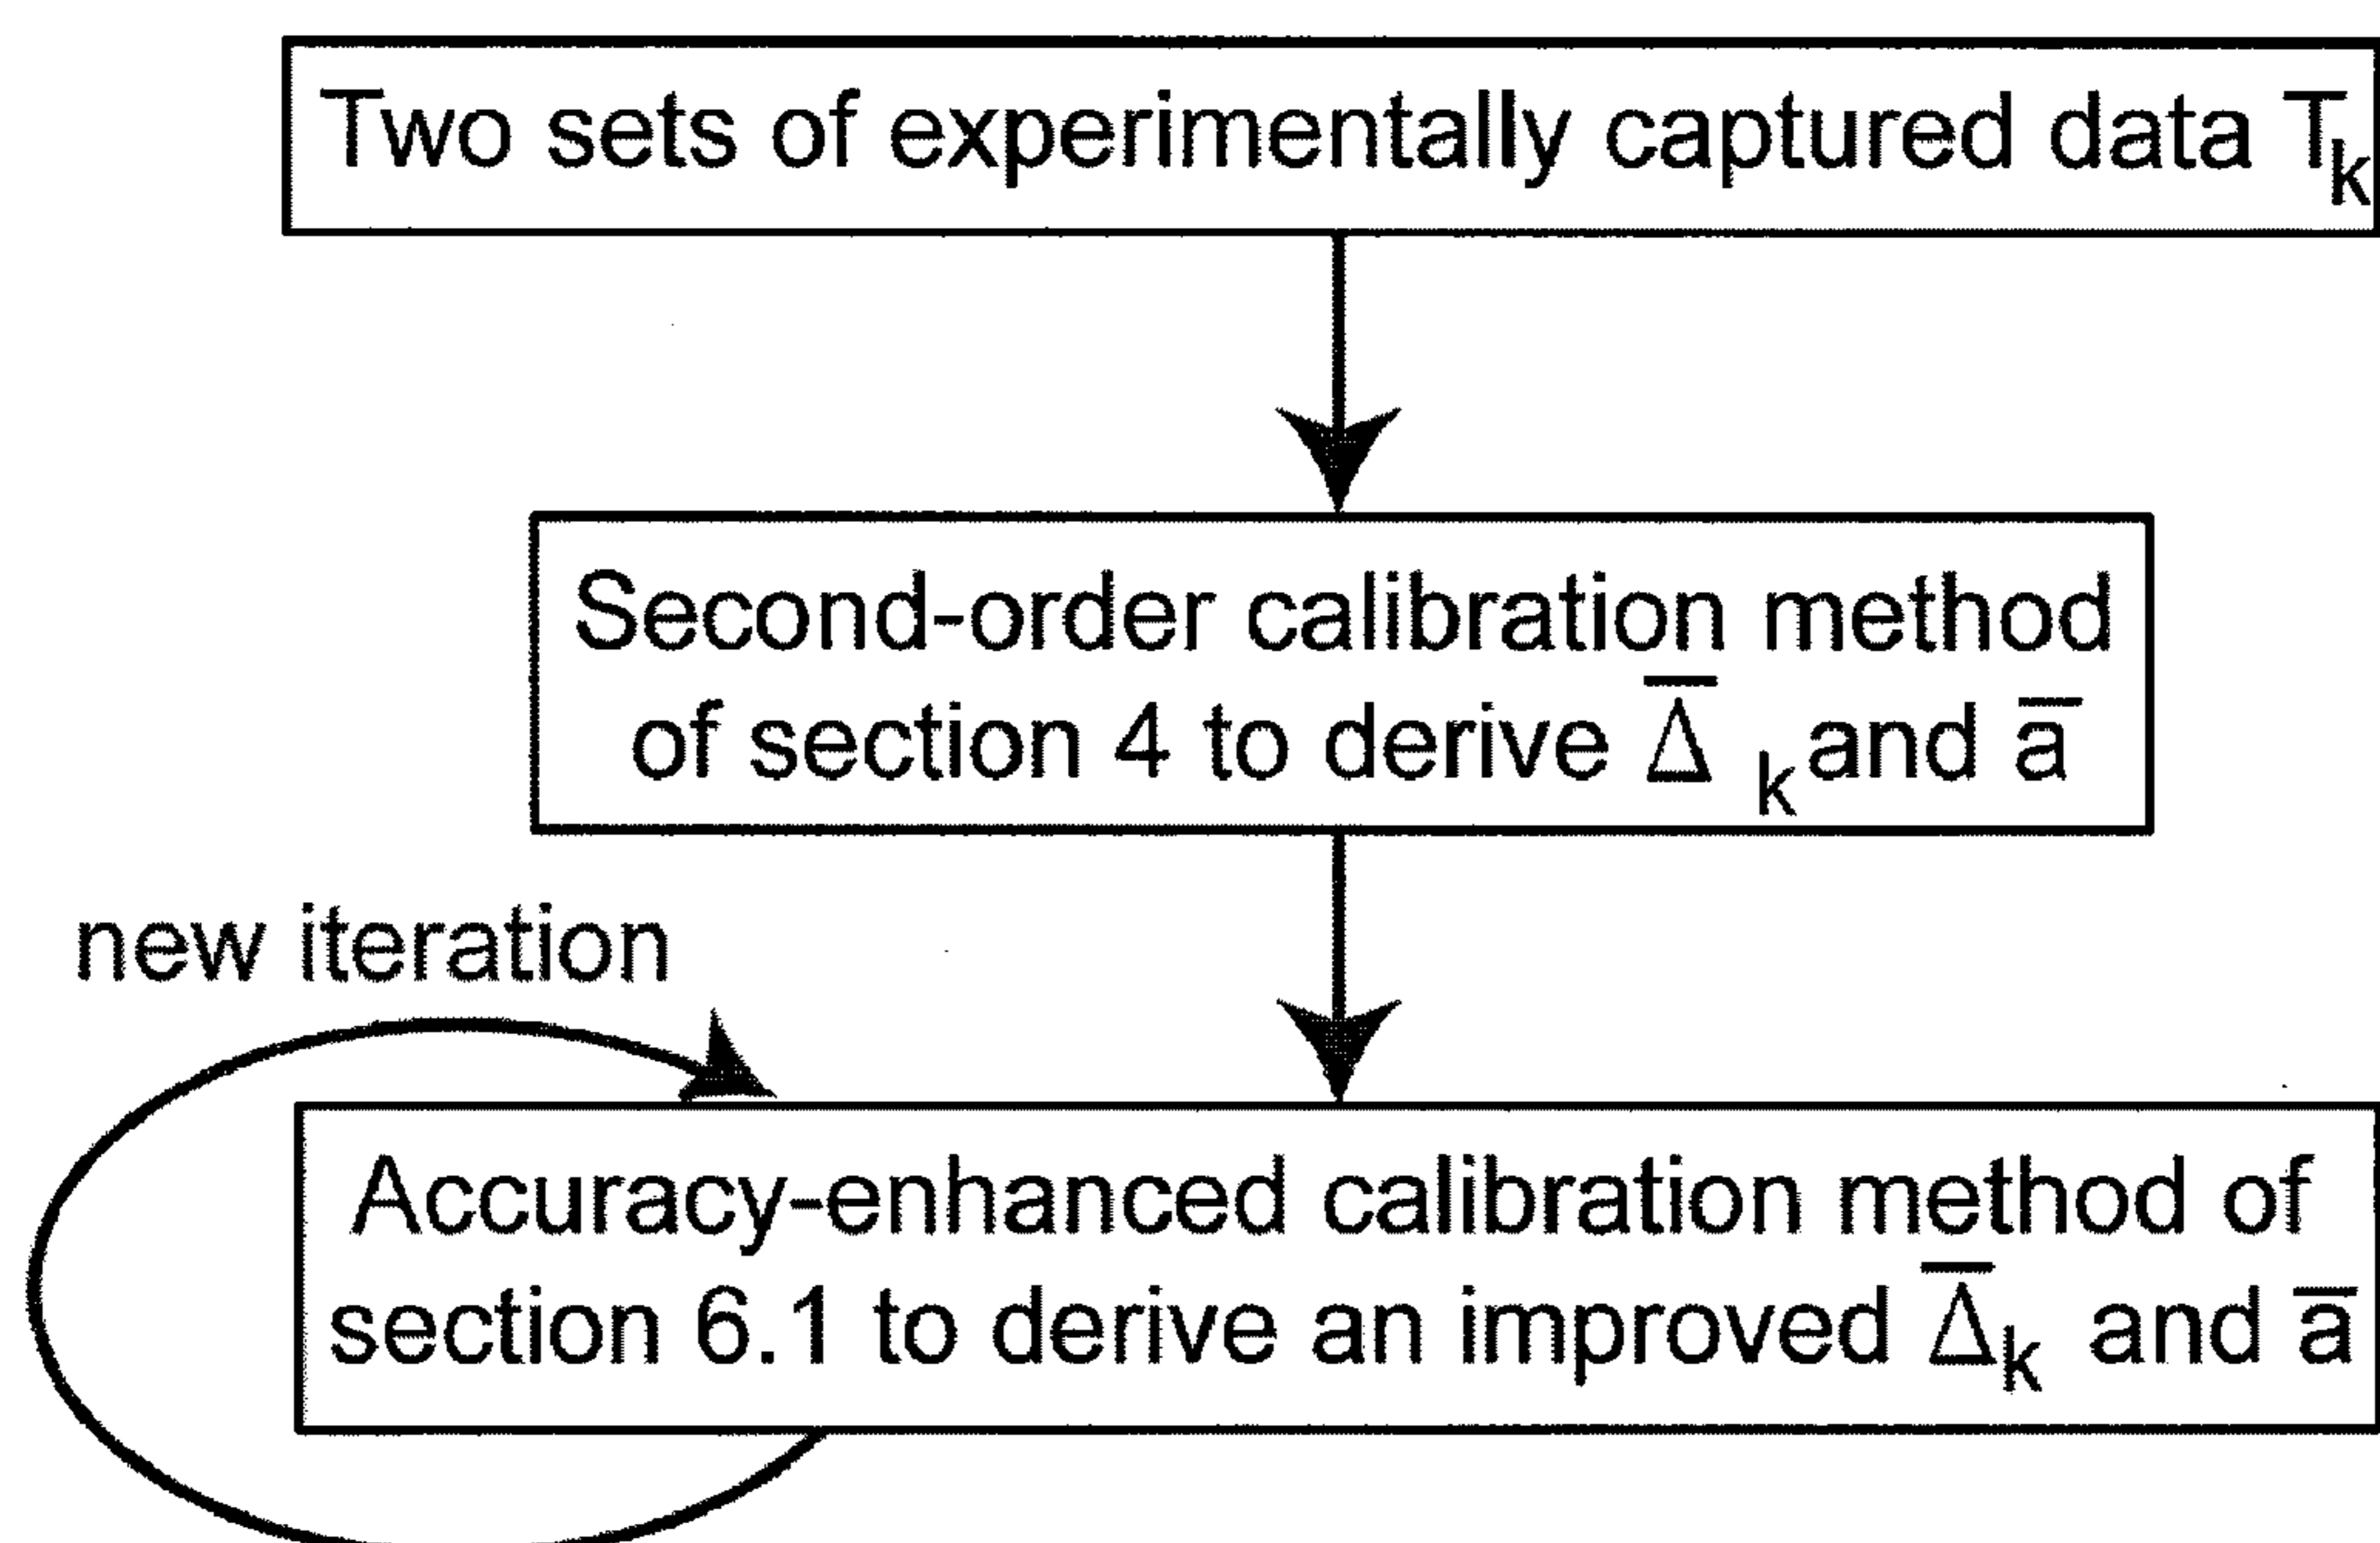 Two sets of experimentally captured data Tₖ
Second-order calibration method
of section 4 to derive Δ̅ ₖ and a̅
new iteration
Accuracy-enhanced calibration method of
section 6.1 to derive an improved Δ̅ₖ and a̅